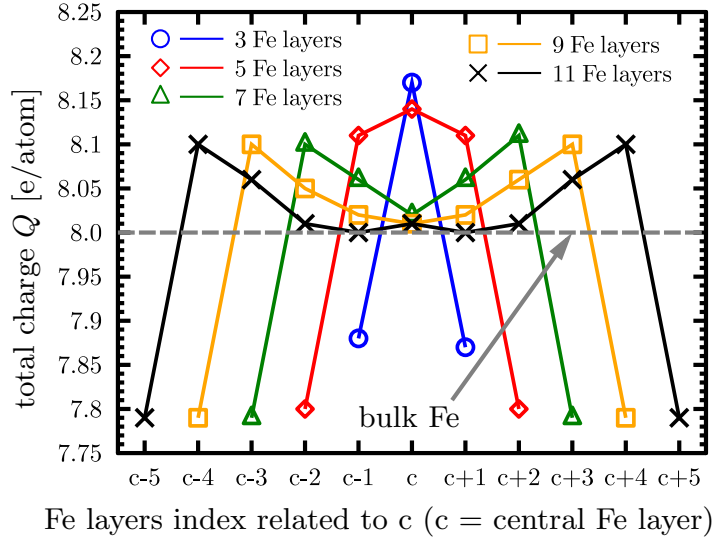 8.25
8.2
8.15
8.1
8.05
8.0
7.95
7.9
7.85
7.8
7.75
total charge Q [e/atom]
3 Fe layers
5 Fe layers
7 Fe layers
9 Fe layers
11 Fe layers
bulk Fe
c-5 c-4 c-3 c-2 c-1 c c+1 c+2 c+3 c+4 c+5
Fe layers index related to c (c = central Fe layer)